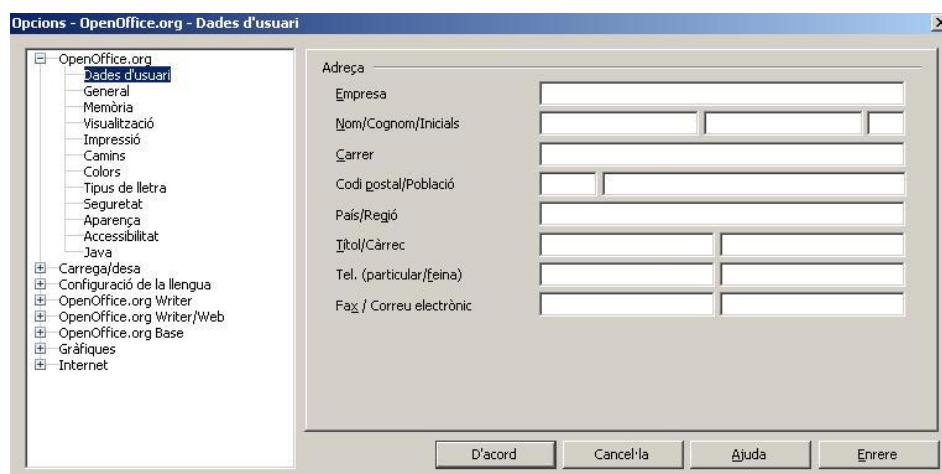 Opcions - OpenOffice.org - Dades d'usuari
OpenOffice.org
Dades d'usuari
General
Memòria
Visualització
Impressió
Camins
Colors
Tipus de lletra
Seguretat
Aparença
Accessibilitat
Java
Carrega/desa
Configuració de la llengua
OpenOffice.org Writer
OpenOffice.org Writer/Web
OpenOffice.org Base
Gràfiques
Internet
Adreça
Empresa
Nom/Cognom/Inicials
Carrer
Codi postal/Població
País/Regió
Títol/Càrrec
Tel. (particular/feina)
Fax / Correu electrònic
D'acord
Cancel·la
Ajuda
Enrere